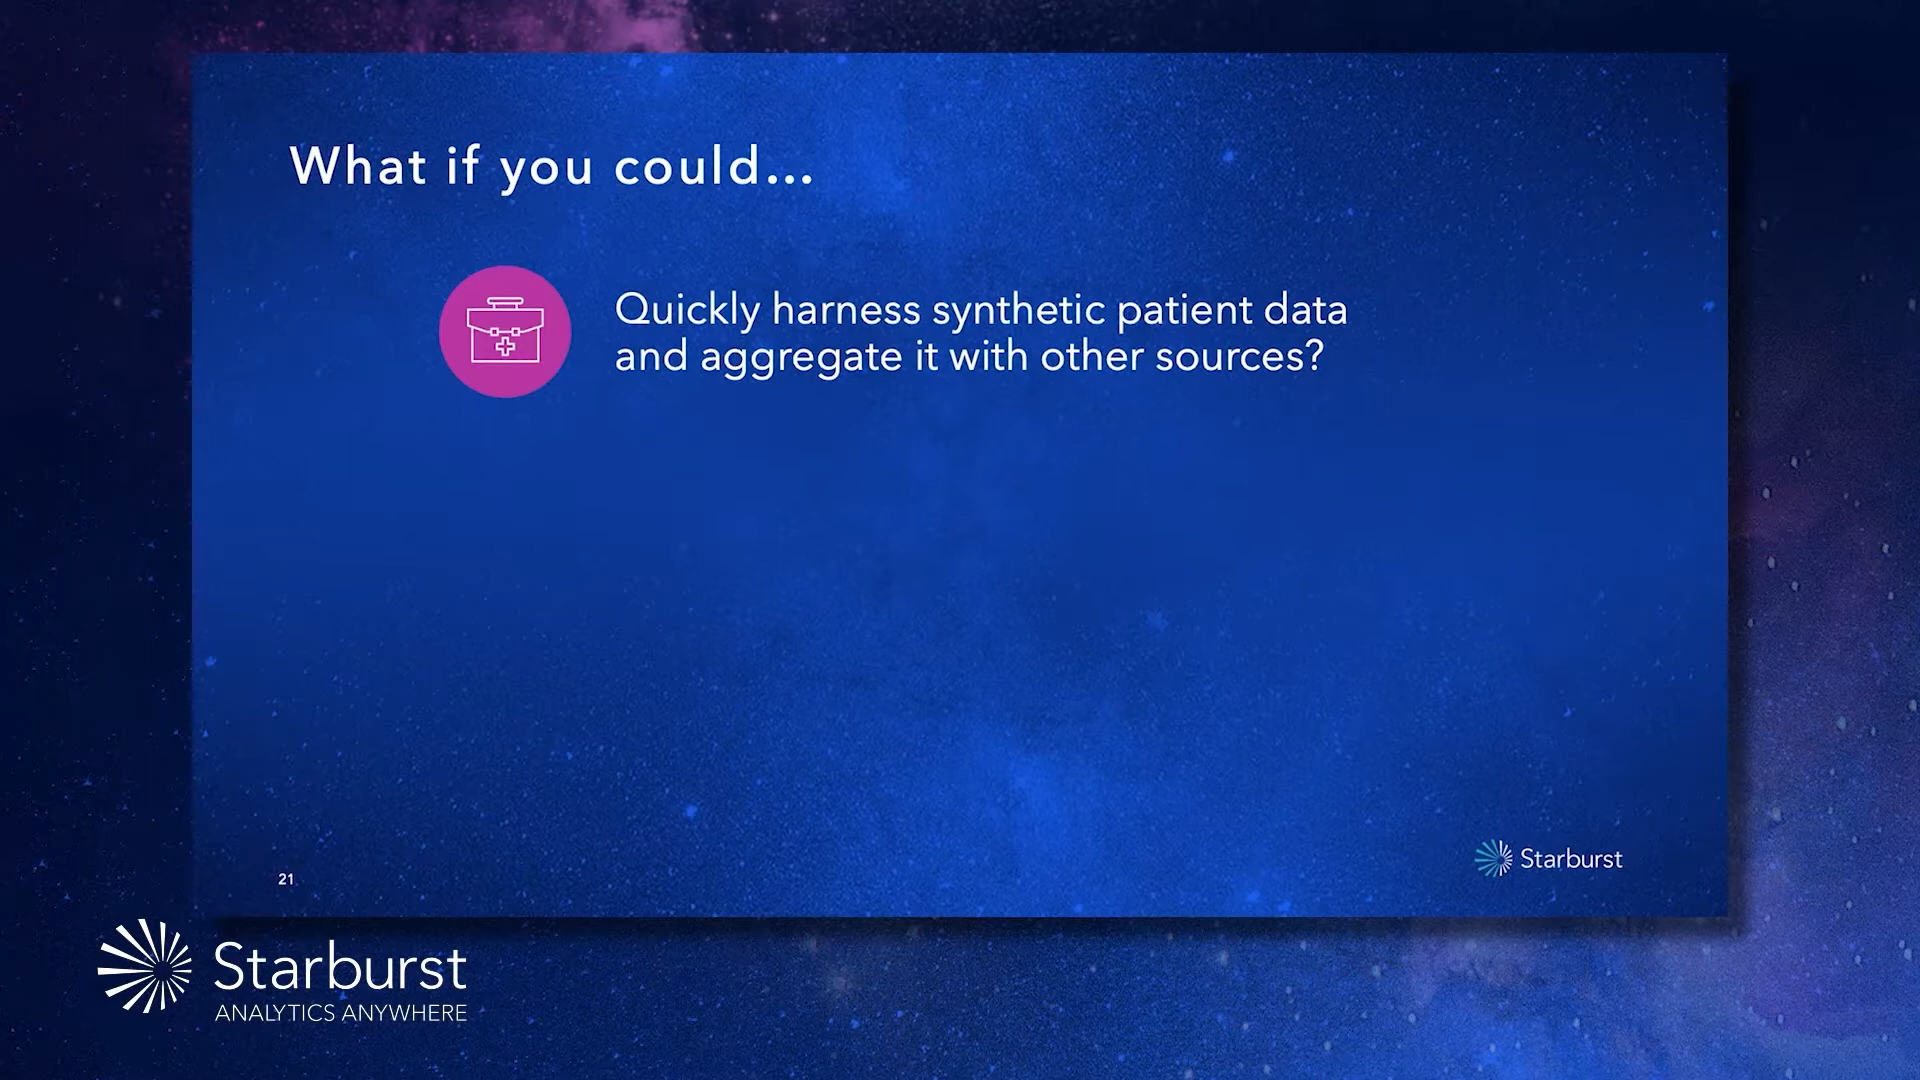 What if you could...
Quickly harness synthetic patient data
and aggregate it with other sources?
21
Starburst
Starburst
ANALYTICS ANYWHERE